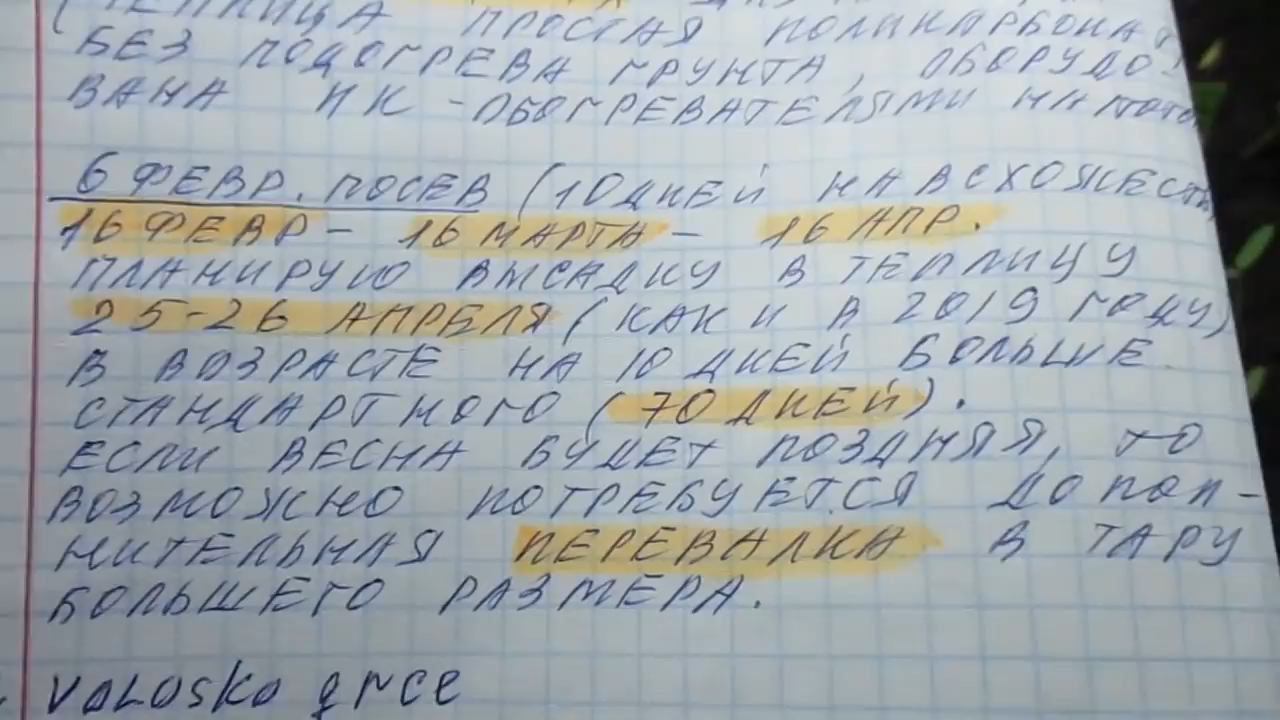 (ТЕПЛИЦА ПРОСТАЯ ПОЛИКАРБОНАТ
БЕЗ ПОДОГРЕВА ГРУНТА, ОБОРУДО-
ВАНА ИК-ОБОГРЕВАТЕЛЯМИ НА
6 ФЕВР. ПОСЕВ (10 ДНЕЙ НА ВСХОЖЕСТЬ
16 ФЕВР - 16 МАРТА - 16 АПР.
ПЛАНИРУЮ ВЫСАДКУ В ТЕПЛИЦУ
25-26 АПРЕЛЯ (КАК И В 2019 ГОДУ)
В ВОЗРАСТЕ НА 10 ДНЕЙ БОЛЬШЕ
СТАНДАРТНОГО (70 ДНЕЙ).
ЕСЛИ ВЕСНА БУДЕТ ПОЗДНЯЯ, ТО
ВОЗМОЖНО ПОТРЕБУЕТСЯ ДОПОЛ-
НИТЕЛЬНАЯ ПЕРЕВАЛКА В ТАРУ
БОЛЬШЕГО РАЗМЕРА.
VOLOSKO grce